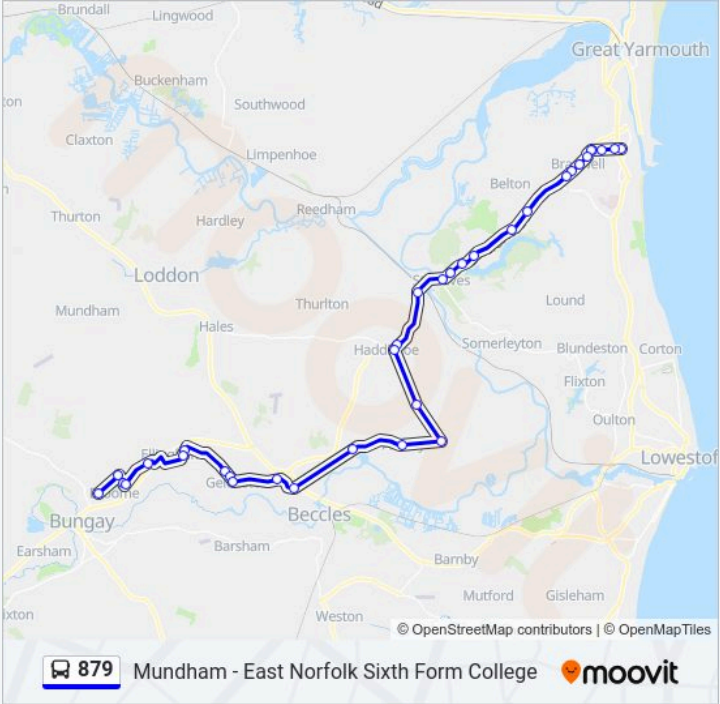 Brundall
Lingwood
Great Yarmouth
Buckenham
Southwood
Claxton
Limpenhoe
Belton
Reedham
Thurton
Hardley
Loddon
Mundham
Thurlton
Lound
Hales
Somerleyton
Blundeston
Corton
Flixton
Oulton
Lowestof
Bungay
Beccles
Earsham
Barsham
Barnby
ixton
Weston
Mutford
Gisleham
© OpenStreetMap contributors | © OpenMapTiles
879
Mundham - East Norfolk Sixth Form College
moovit